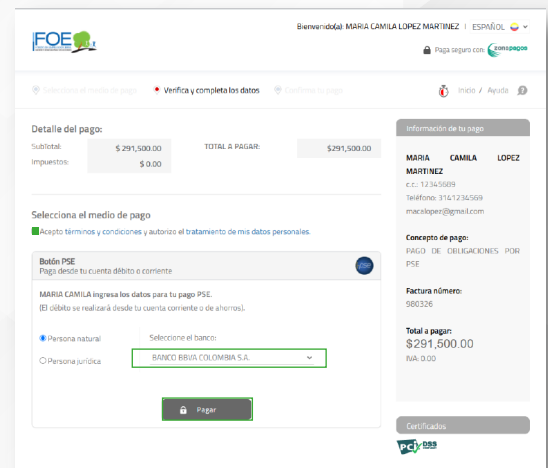 FOE
Bienvenido(a): MARIA CAMILA LOPEZ MARTINEZ | ESPAÑOL
Paga seguro con: zonapagos
Selecciona el medio de pago
Verifica y completa los datos
Confirma tu pago
Inicio / Ayuda
Detalle del pago:
SubTotal: $ 291,500.00 TOTAL A PAGAR: $291,500.00
Impuestos: $ 0.00
Selecciona el medio de pago
Acepto términos y condiciones y autorizo el tratamiento de mis datos personales.
Botón PSE
Paga desde tu cuenta débito o corriente
pse
MARIA CAMILA ingresa los datos para tu pago PSE.
(El débito se realizará desde tu cuenta corriente o de ahorros).
Persona natural
Persona jurídica
Seleccione el banco:
BANCO BBVA COLOMBIA S.A.
Pagar
Información de tu pago
MARIA CAMILA LOPEZ
MARTINEZ
c.c.: 12345689
Teléfono: 3141234569
macalopez@gmail.com
Concepto de pago:
PAGO DE OBLIGACIONES POR
PSE
Factura número:
980326
Total a pagar:
$291,500.00
IVA: 0.00
Certificados
PCI DSS